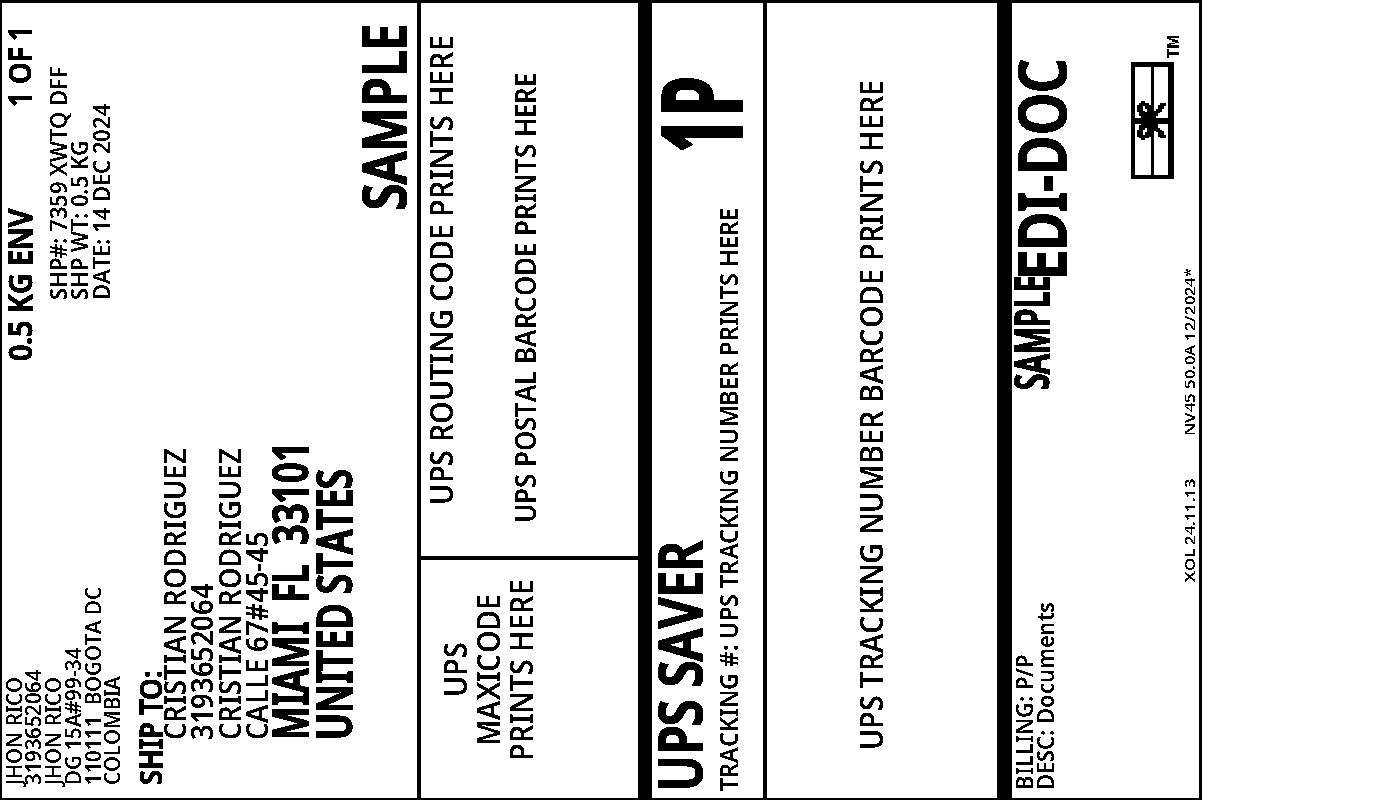 JHON RICO
3193652064
JHON RICO
DG 15A#99-34
110111 BOGOTA DC
COLOMBIA
0.5 KG ENV
1 OF 1
SHP#: 7359 XWTQ DFF
SHP WT: 0.5 KG
DATE: 14 DEC 2024
SHIP TO:
CRISTIAN RODRIGUEZ
3193652064
CRISTIAN RODRIGUEZ
CALLE 67#45-45
MIAMI FL 33101
UNITED STATES
SAMPLE
UPS
MAXICODE
PRINTS HERE
UPS ROUTING CODE PRINTS HERE
UPS POSTAL BARCODE PRINTS HERE
UPS SAVER
1P
TRACKING #: UPS TRACKING NUMBER PRINTS HERE
UPS TRACKING NUMBER BARCODE PRINTS HERE
BILLING: P/P
DESC: Documents
SAMPLE
EDI-DOC
TM
XOL 24.11.13 NV45 50.0A 12/2024*